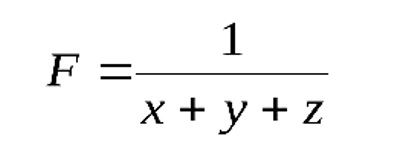 F = 1 / (x + y + z)